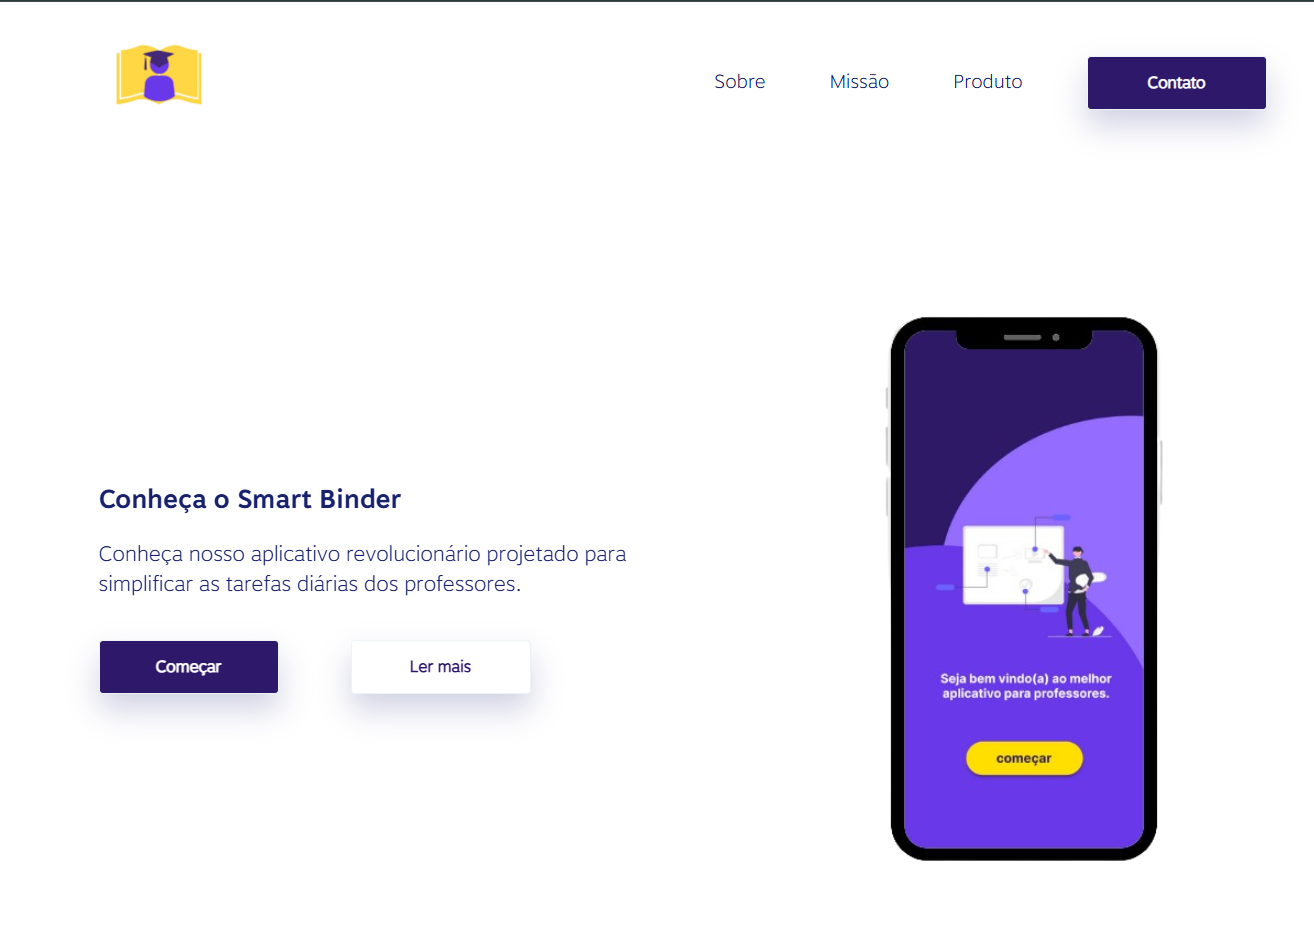 Sobre
Missão
Produto
Contato
Conheça o Smart Binder
Conheça nosso aplicativo revolucionário projetado para
simplificar as tarefas diárias dos professores.
Começar
Ler mais
Seja bem vindo(a) ao melhor
aplicativo para professores.
começar